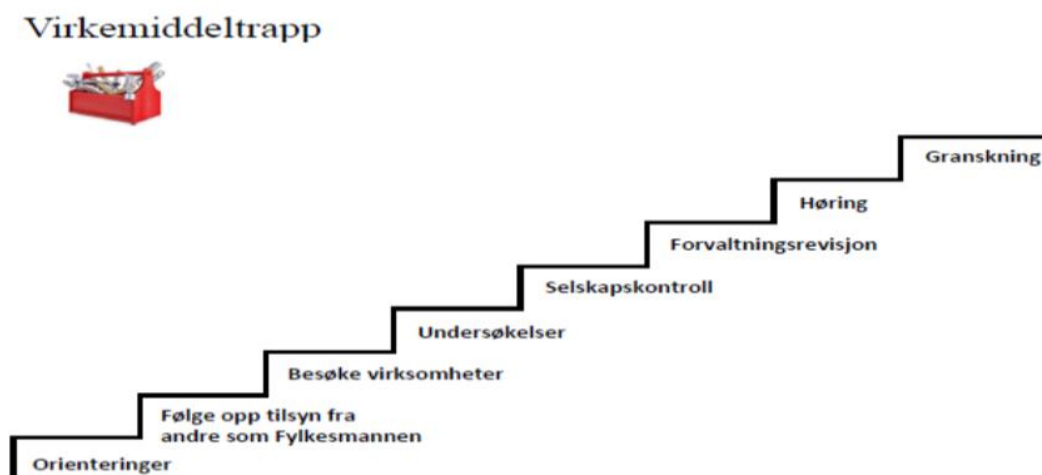 Virkemiddeltrapp
Granskning
Høring
Forvaltningsrevisjon
Selskapskontroll
Undersøkelser
Besøke virksomheter
Følge opp tilsyn fra
andre som Fylkesmannen
Orienteringer